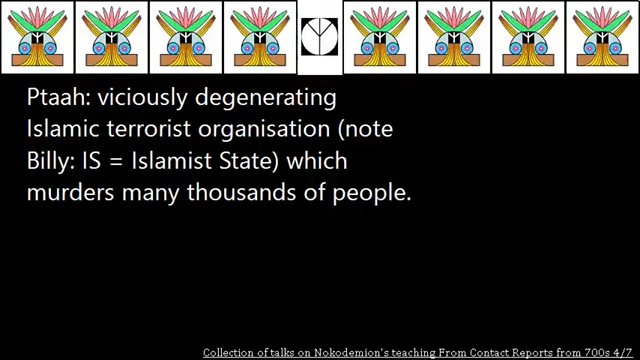 Ptaah: viciously degenerating
Islamic terrorist organisation (note
Billy: IS = Islamist State) which
murders many thousands of people.
Collection of talks on Nokodemion's teaching From Contact Reports from 700s 4/7